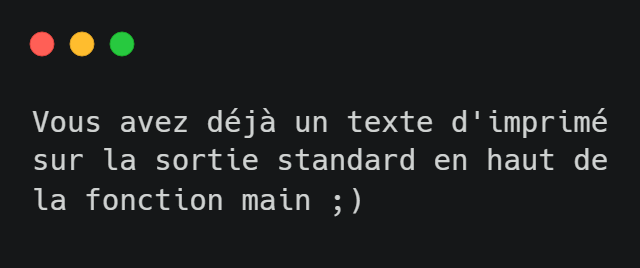 Vous avez déjà un texte d'imprimé
sur la sortie standard en haut de
la fonction main ;)